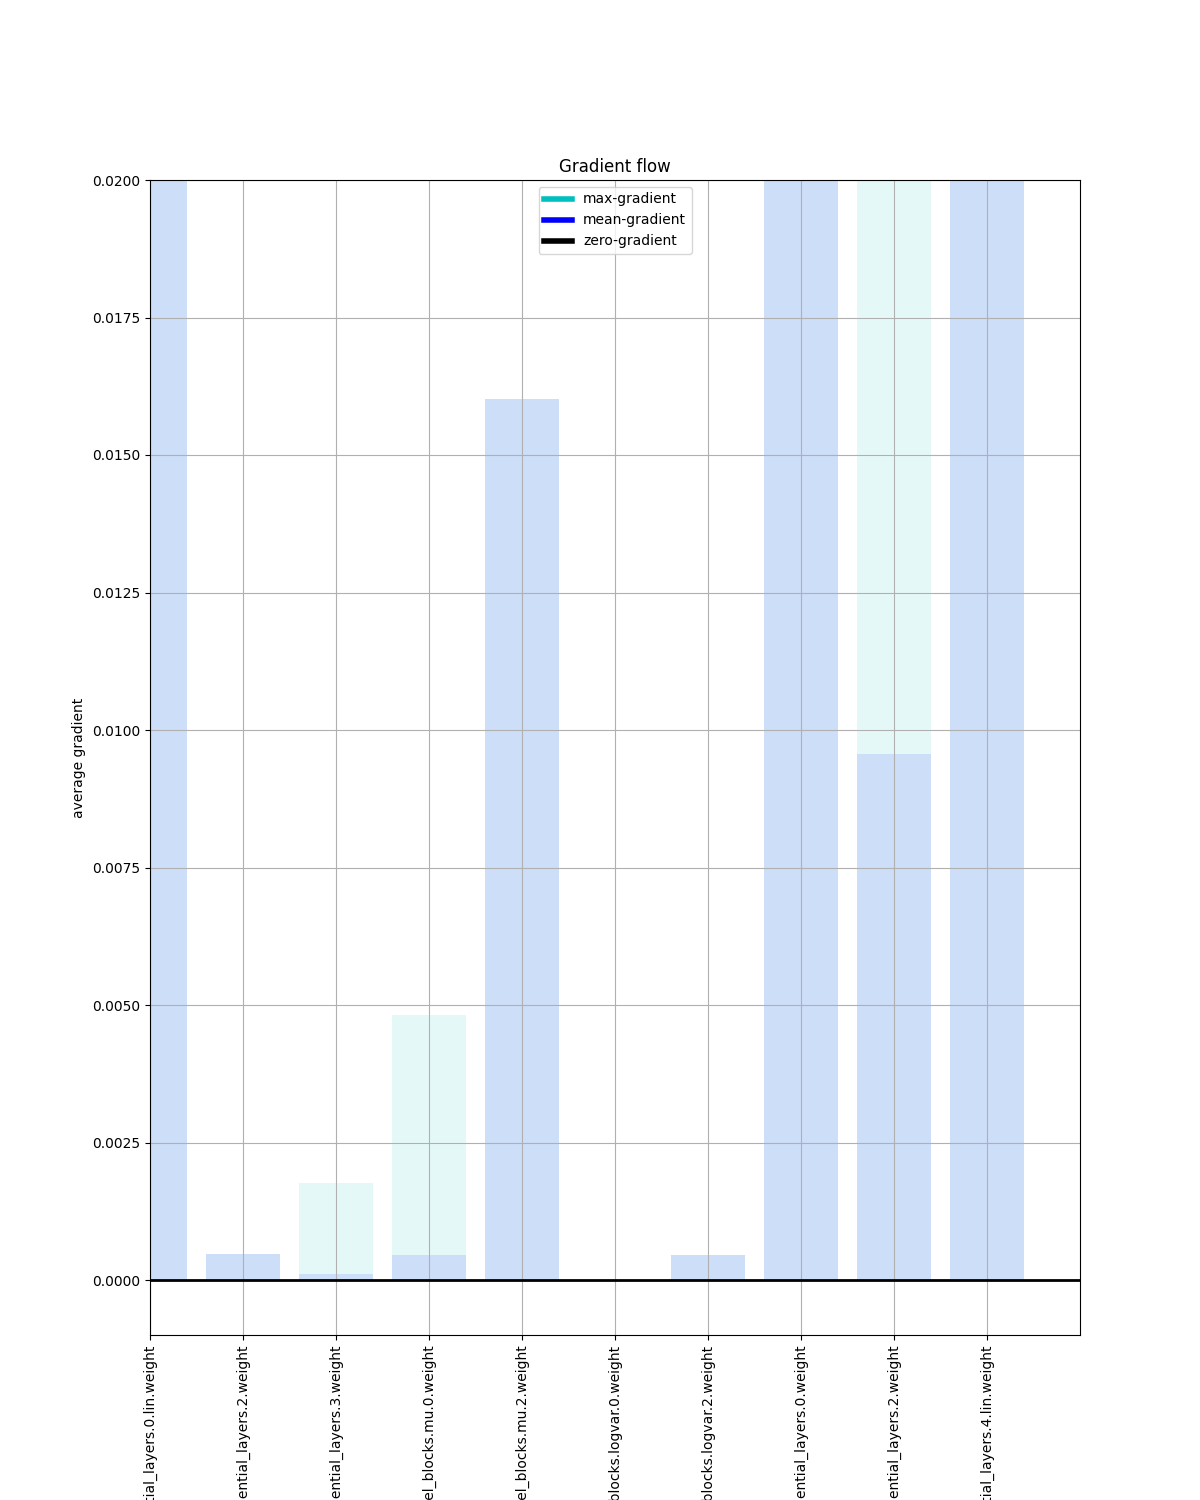 Gradient flow
max-gradient
mean-gradient
zero-gradient
0.0200
0.0175
0.0150
0.0125
0.0100
0.0075
0.0050
0.0025
0.0000
average gradient
tial_layers.0.lin.weight
ential_layers.2.weight
ential_layers.3.weight
el_blocks.mu.0.weight
el_blocks.mu.2.weight
blocks.logvar.0.weight
blocks.logvar.2.weight
ential_layers.0.weight
ential_layers.2.weight
tial_layers.4.lin.weight